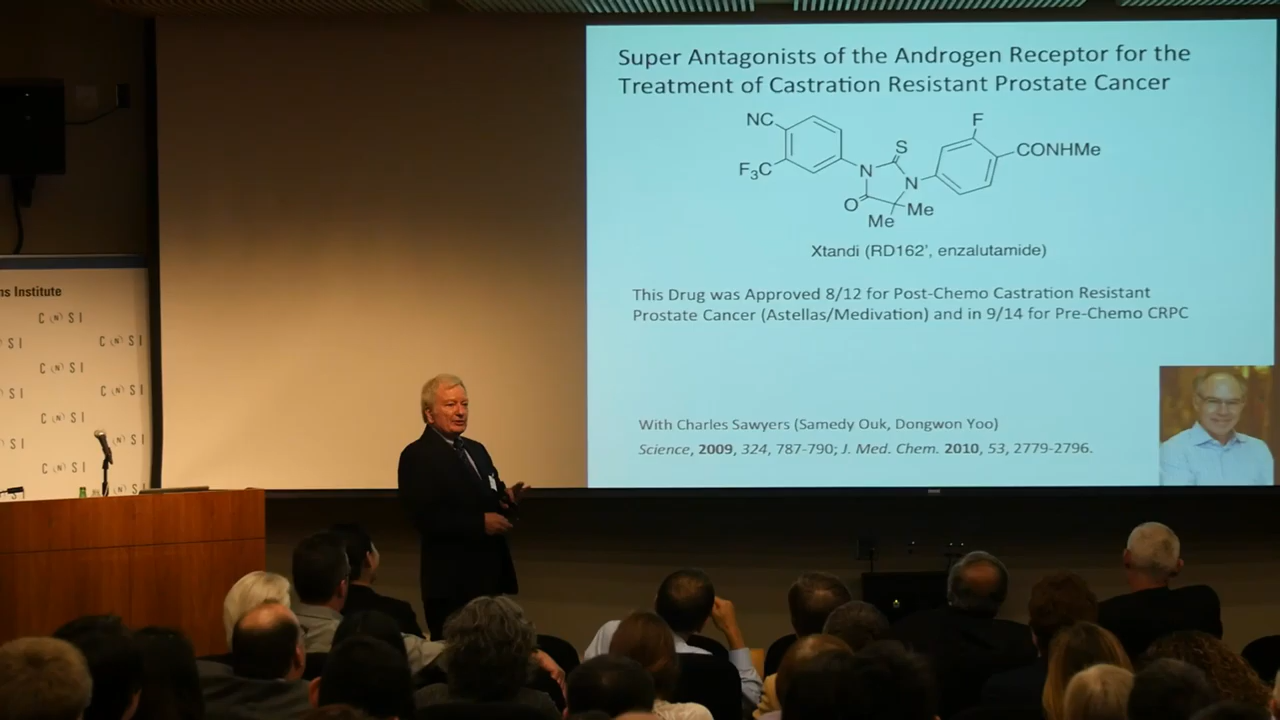 Super Antagonists of the Androgen Receptor for the
Treatment of Castration Resistant Prostate Cancer
NC
F
S
CONHMe
F₃C
N
N
O
Me
Me
Xtandi (RD162', enzalutamide)
This Drug was Approved 8/12 for Post-Chemo Castration Resistant
Prostate Cancer (Astellas/Medivation) and in 9/14 for Pre-Chemo CRPC
With Charles Sawyers (Samedy Ouk, Dongwon Yoo)
Science, 2009, 324, 787-790; J. Med. Chem. 2010, 53, 2779-2796.
ns Institute
C (N) S I
S I
C (N) S I
C (N) S I
S I
C (N) S I
C (N) S I
S I
(N) S I
C (N) S I
S I